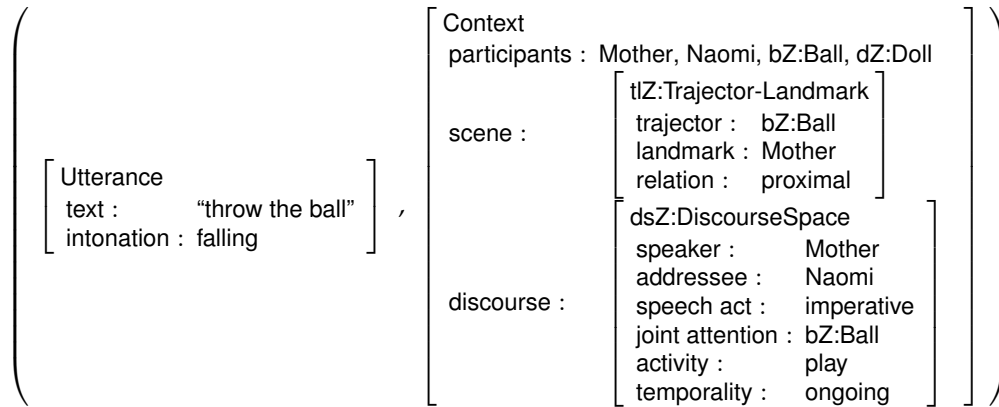 Context
participants : Mother, Naomi, bZ:Ball, dZ:Doll
scene :
tlZ:Trajector-Landmark
trajector : bZ:Ball
landmark : Mother
relation : proximal
Utterance
text : “throw the ball”
intonation : falling
,
discourse :
dsZ:DiscourseSpace
speaker : Mother
addressee : Naomi
speech act : imperative
joint attention : bZ:Ball
activity : play
temporality : ongoing